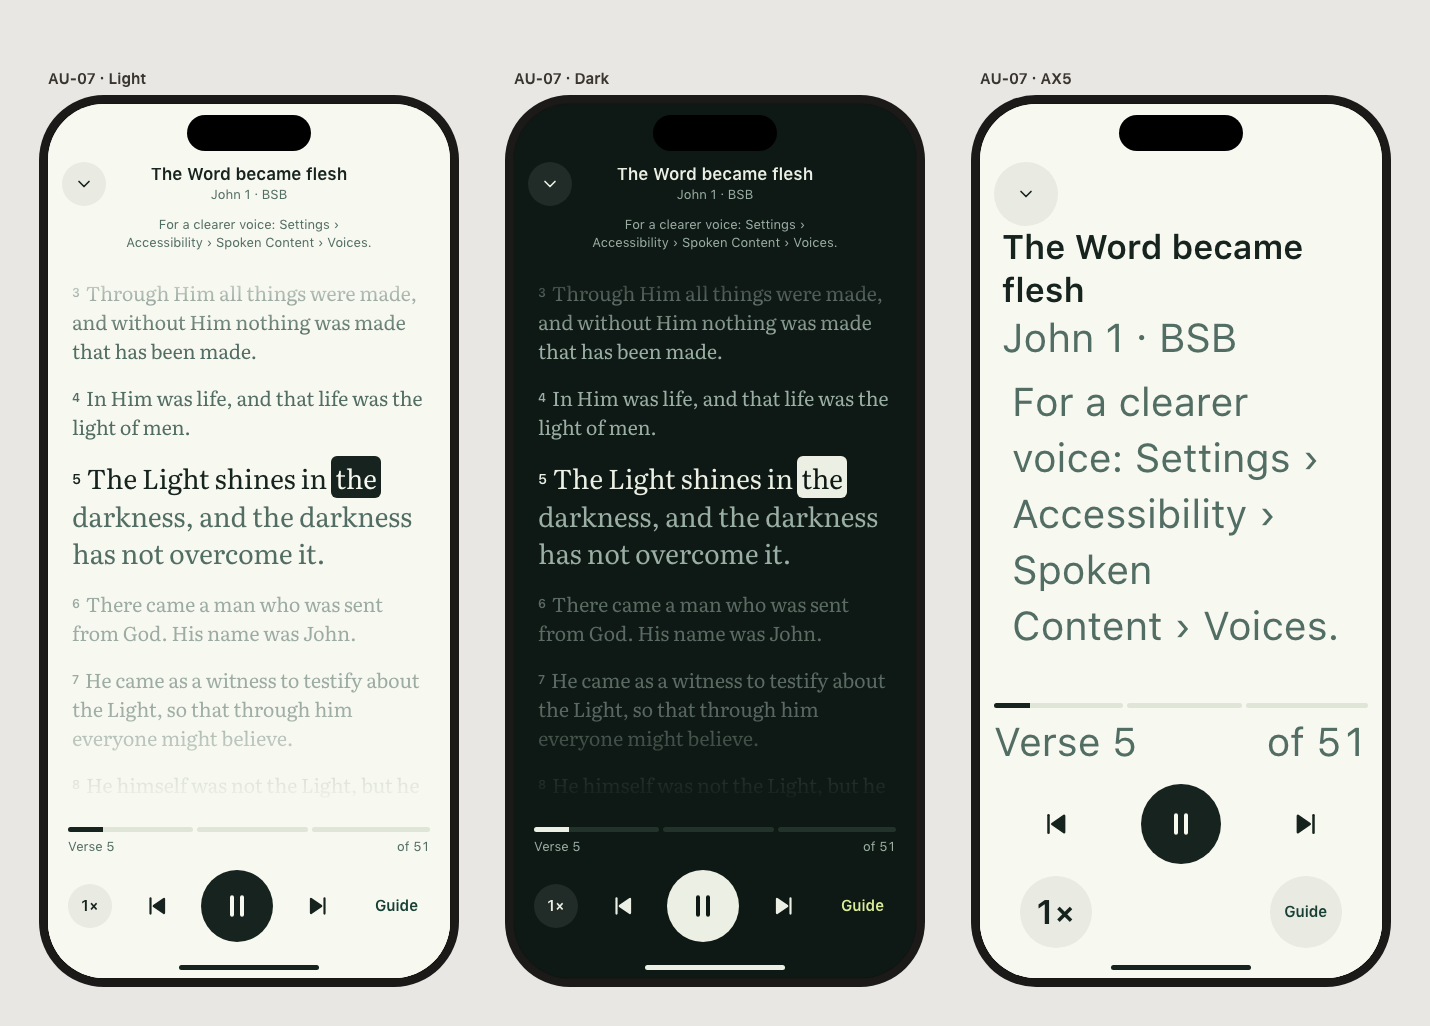 AU-07 · Light
The Word became flesh
John 1 · BSB
For a clearer voice: Settings ›
Accessibility › Spoken Content › Voices.
3 Through Him all things were made,
and without Him nothing was made
that has been made.
4 In Him was life, and that life was the
light of men.
5 The Light shines in the
darkness, and the darkness
has not overcome it.
6 There came a man who was sent
from God. His name was John.
7 He came as a witness to testify about
the Light, so that through him
everyone might believe.
8 He himself was not the Light, but he
Verse 5
of 51
1×
Guide
AU-07 · Dark
The Word became flesh
John 1 · BSB
For a clearer voice: Settings ›
Accessibility › Spoken Content › Voices.
3 Through Him all things were made,
and without Him nothing was made
that has been made.
4 In Him was life, and that life was the
light of men.
5 The Light shines in the
darkness, and the darkness
has not overcome it.
6 There came a man who was sent
from God. His name was John.
7 He came as a witness to testify about
the Light, so that through him
everyone might believe.
8 He himself was not the Light, but he
Verse 5
of 51
1×
Guide
AU-07 · AX5
The Word became
flesh
John 1 · BSB
For a clearer
voice: Settings ›
Accessibility ›
Spoken
Content › Voices.
Verse 5
of 51
1×
Guide